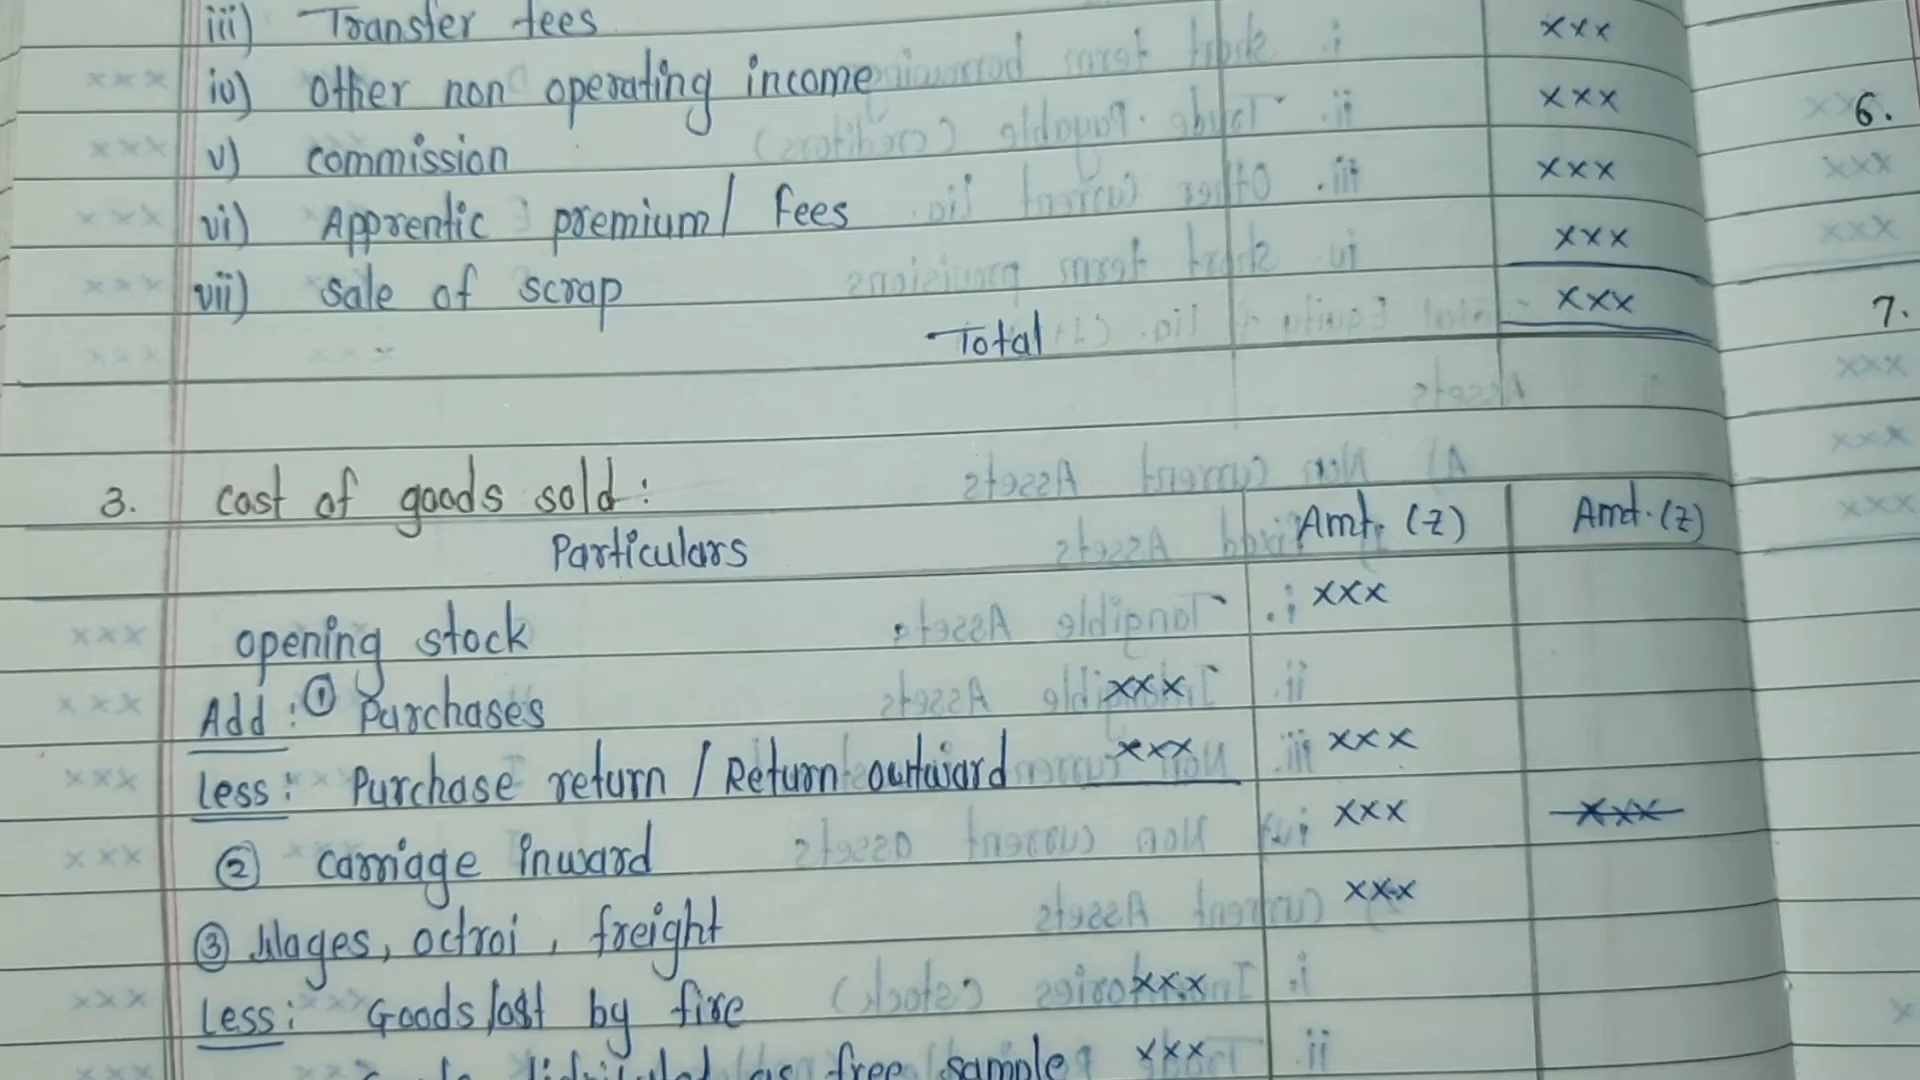 iii) Transfer fees xxx
iv) Other non operating income xxx
v) commission xxx
vi) Apprentic premium / Fees xxx
vii) sale of scrap xxx
Total
6.
7.
3. cost of goods sold :
Particulars Amt. (₹) Amt. (₹)
opening stock xxx
Add : ① Purchases xxx
Less : Purchase return / Return outward xxx xxx
② carriage inward xxx xxx
③ Wages, octroi, freight xxx
Less : Goods lost by fire xxx
as free sample xxx